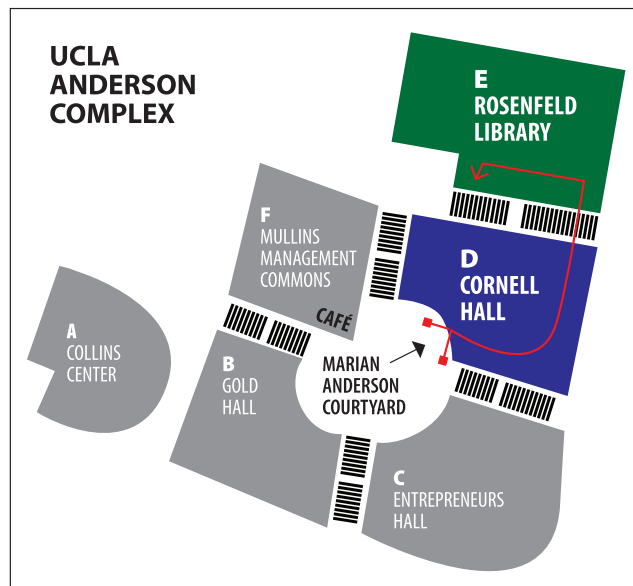 UCLA
ANDERSON
COMPLEX
E
ROSENFELD
LIBRARY
F
MULLINS
MANAGEMENT
COMMONS
CAFÉ
D
CORNELL
HALL
A
COLLINS
CENTER
B
GOLD
HALL
MARIAN
ANDERSON
COURTYARD
C
ENTREPRENEURS
HALL